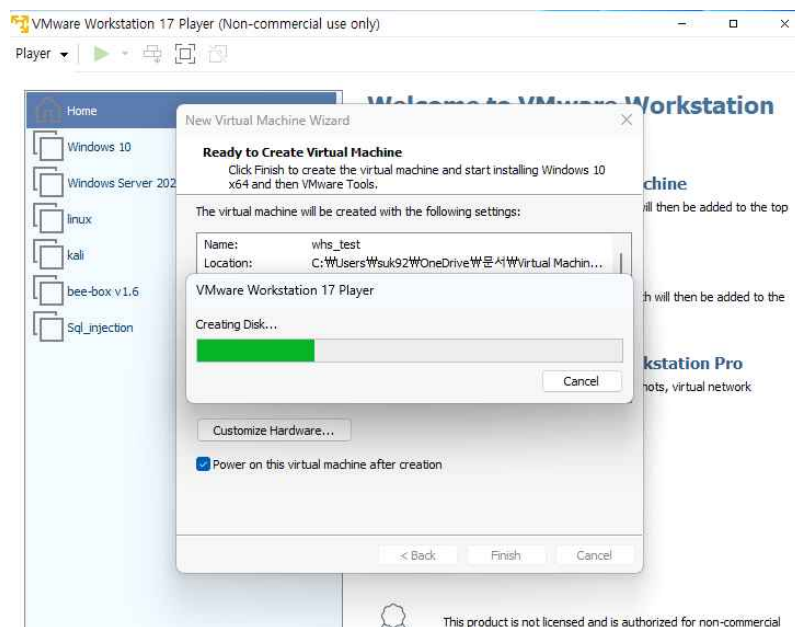 VMware Workstation 17 Player (Non-commercial use only)
Player
Home
Windows 10
Windows Server 202
linux
kali
bee-box v1.6
Sql_injection
Welcome to VMware Workstation
New Virtual Machine Wizard
Ready to Create Virtual Machine
Click Finish to create the virtual machine and start installing Windows 10
x64 and then VMware Tools.
The virtual machine will be created with the following settings:
Name: whs_test
Location: C:₩Users₩suk92₩OneDrive₩문서₩Virtual Machin...
VMware Workstation 17 Player
Creating Disk...
Cancel
Customize Hardware...
Power on this virtual machine after creation
< Back Finish Cancel
chine
will then be added to the top
will then be added to the
kstation Pro
hots, virtual network
This product is not licensed and is authorized for non-commercial